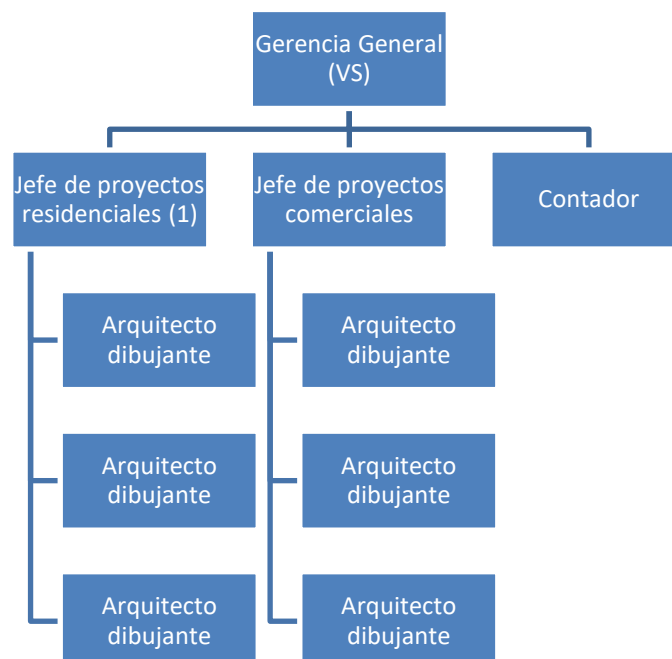 Gerencia General
(VS)
Jefe de proyectos
residenciales (1)
Jefe de proyectos
comerciales
Contador
Arquitecto
dibujante
Arquitecto
dibujante
Arquitecto
dibujante
Arquitecto
dibujante
Arquitecto
dibujante
Arquitecto
dibujante